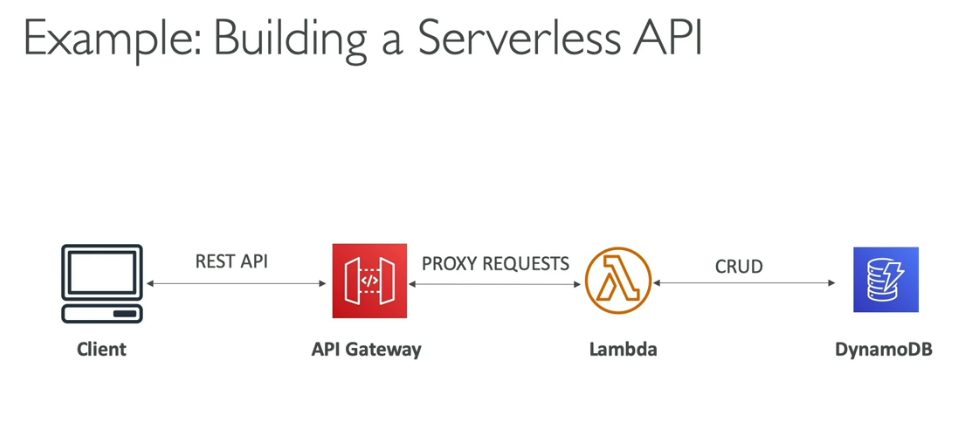 Example: Building a Serverless API
REST API
PROXY REQUESTS
CRUD
</>
Client
API Gateway
Lambda
DynamoDB